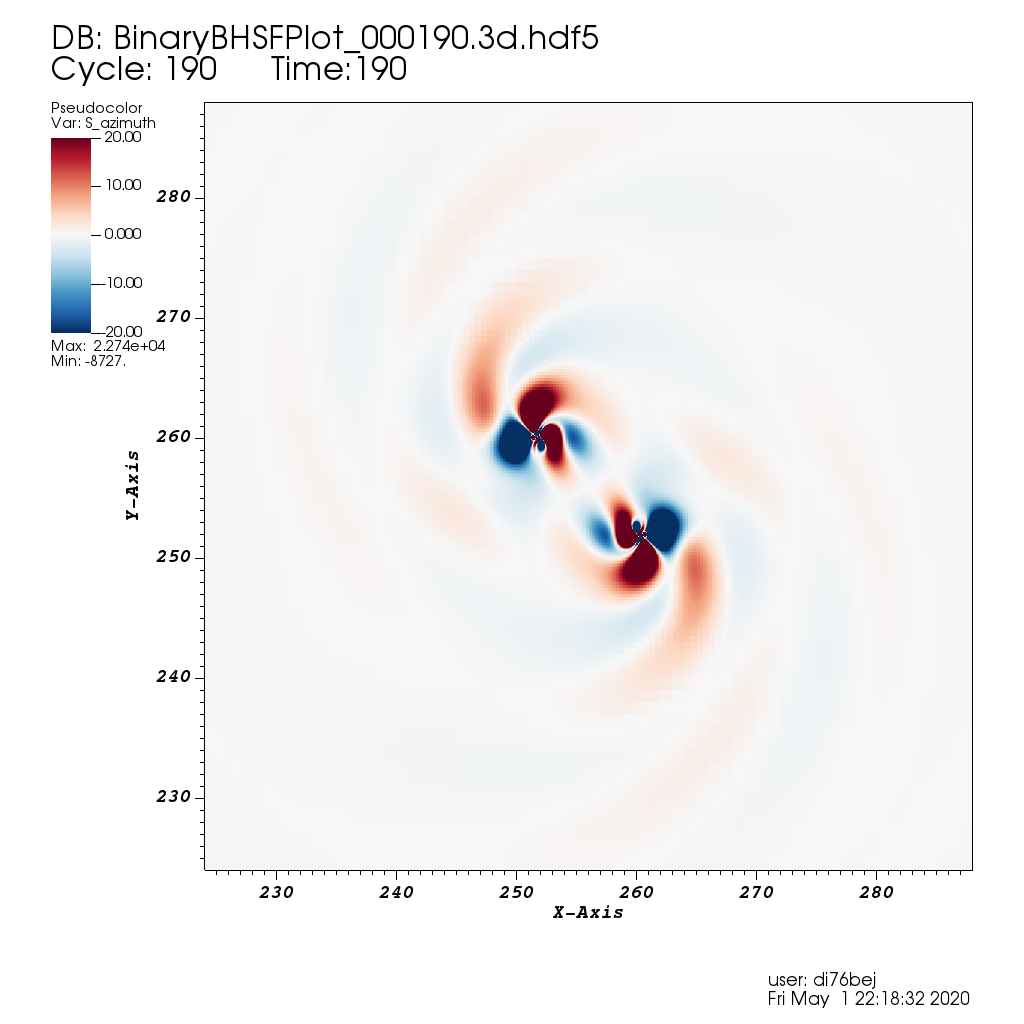 DB: BinaryBHSFPlot_000190.3d.hdf5
Cycle: 190 Time:190
Pseudocolor
Var: S_azimuth
20.00
10.00
0.000
-10.00
-20.00
Max: 2.274e+04
Min: -8727.
280
270
260
250
240
230
Y-Axis
230 240 250 260 270 280
X-Axis
user: di76bej
Fri May 1 22:18:32 2020